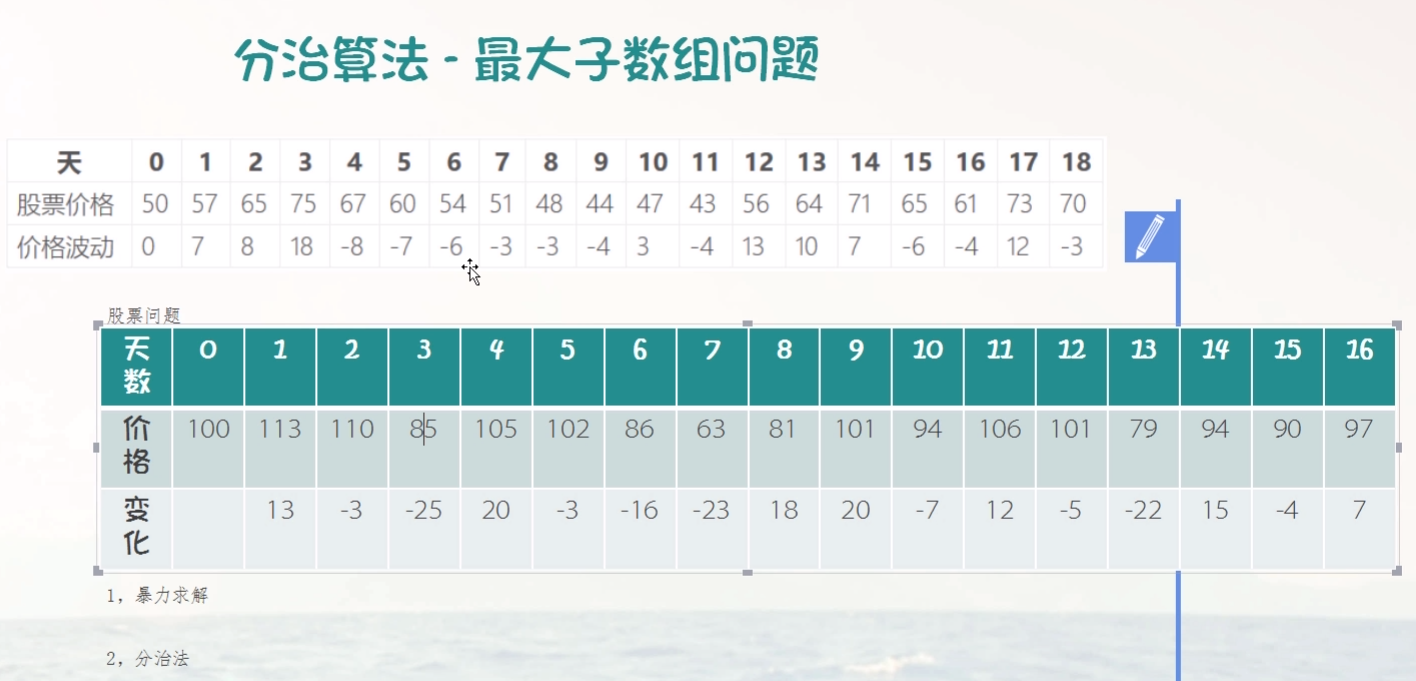 分治算法 - 最大子数组问题
天 0 1 2 3 4 5 6 7 8 9 10 11 12 13 14 15 16 17 18
股票价格 50 57 65 75 67 60 54 51 48 44 47 43 56 64 71 65 61 73 70
价格波动 0 7 8 18 -8 -7 -6 -3 -3 -4 3 -4 13 10 7 -6 -4 12 -3
股票问题
天数 0 1 2 3 4 5 6 7 8 9 10 11 12 13 14 15 16
价格 100 113 110 85 105 102 86 63 81 101 94 106 101 79 94 90 97
变化 13 -3 -25 20 -3 -16 -23 18 20 -7 12 -5 -22 15 -4 7
1，暴力求解
2，分治法